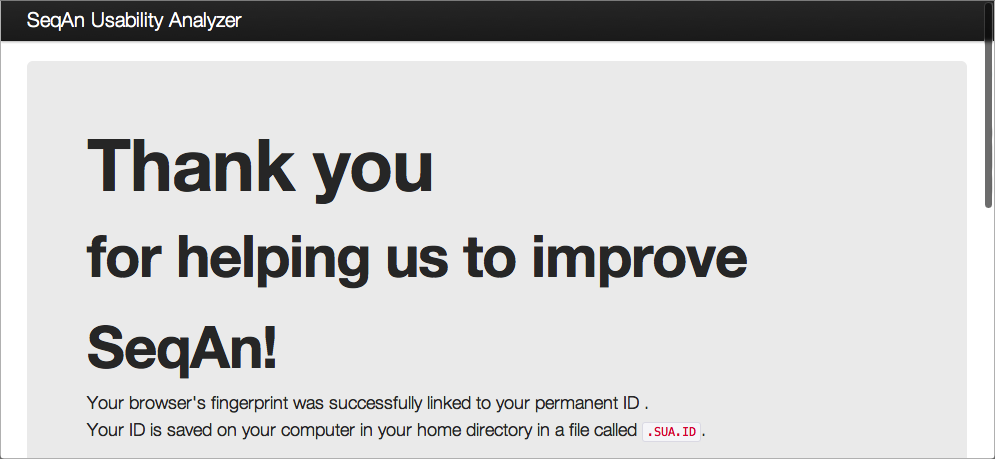 SeqAn Usability Analyzer
Thank you
for helping us to improve
SeqAn!
Your browser's fingerprint was successfully linked to your permanent ID .
Your ID is saved on your computer in your home directory in a file called .SUA.ID.